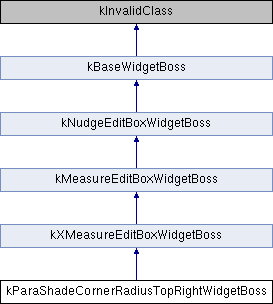 kInvalidClass
kBaseWidgetBoss
kNudgeEditBoxWidgetBoss
kMeasureEditBoxWidgetBoss
kXMeasureEditBoxWidgetBoss
kParaShadeCornerRadiusTopRightWidgetBoss